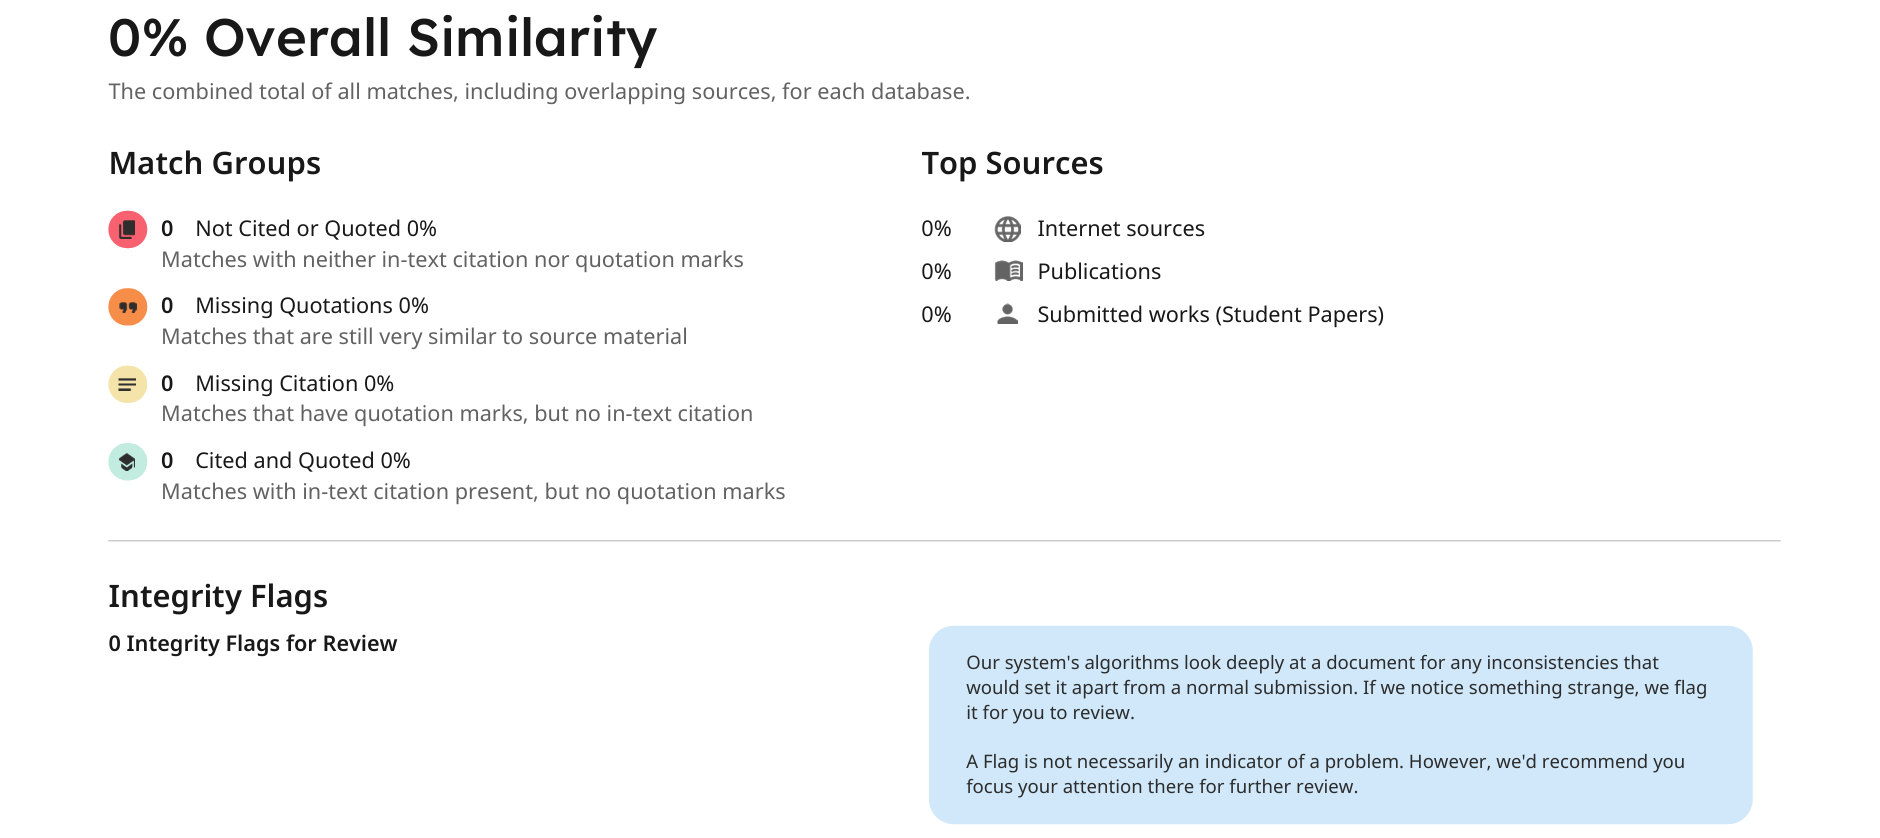 0% Overall Similarity
The combined total of all matches, including overlapping sources, for each database.
Match Groups
0 Not Cited or Quoted 0%
Matches with neither in-text citation nor quotation marks
0 Missing Quotations 0%
Matches that are still very similar to source material
0 Missing Citation 0%
Matches that have quotation marks, but no in-text citation
0 Cited and Quoted 0%
Matches with in-text citation present, but no quotation marks
Top Sources
0% Internet sources
0% Publications
0% Submitted works (Student Papers)
Integrity Flags
0 Integrity Flags for Review
Our system's algorithms look deeply at a document for any inconsistencies that
would set it apart from a normal submission. If we notice something strange, we flag
it for you to review.
A Flag is not necessarily an indicator of a problem. However, we'd recommend you
focus your attention there for further review.